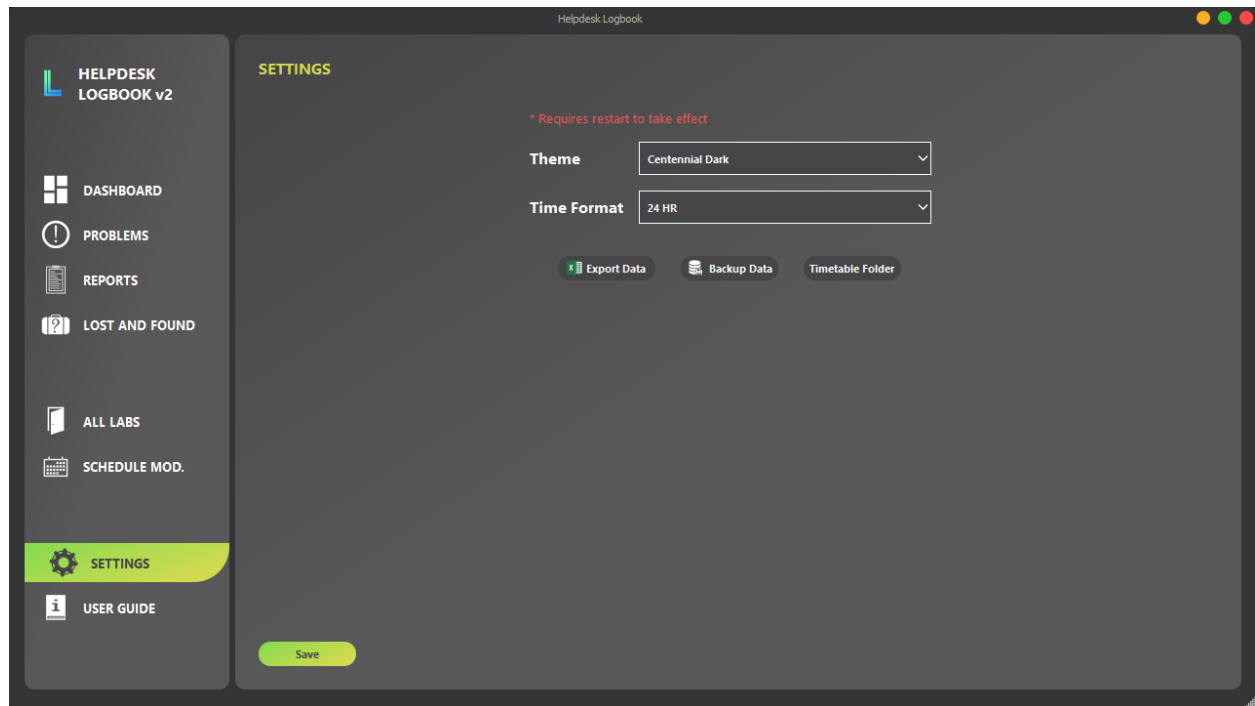 Helpdesk Logbook
HELPDESK
LOGBOOK v2
DASHBOARD
PROBLEMS
REPORTS
LOST AND FOUND
ALL LABS
SCHEDULE MOD.
SETTINGS
USER GUIDE
SETTINGS
* Requires restart to take effect
Theme Centennial Dark
Time Format 24 HR
Export Data Backup Data Timetable Folder
Save